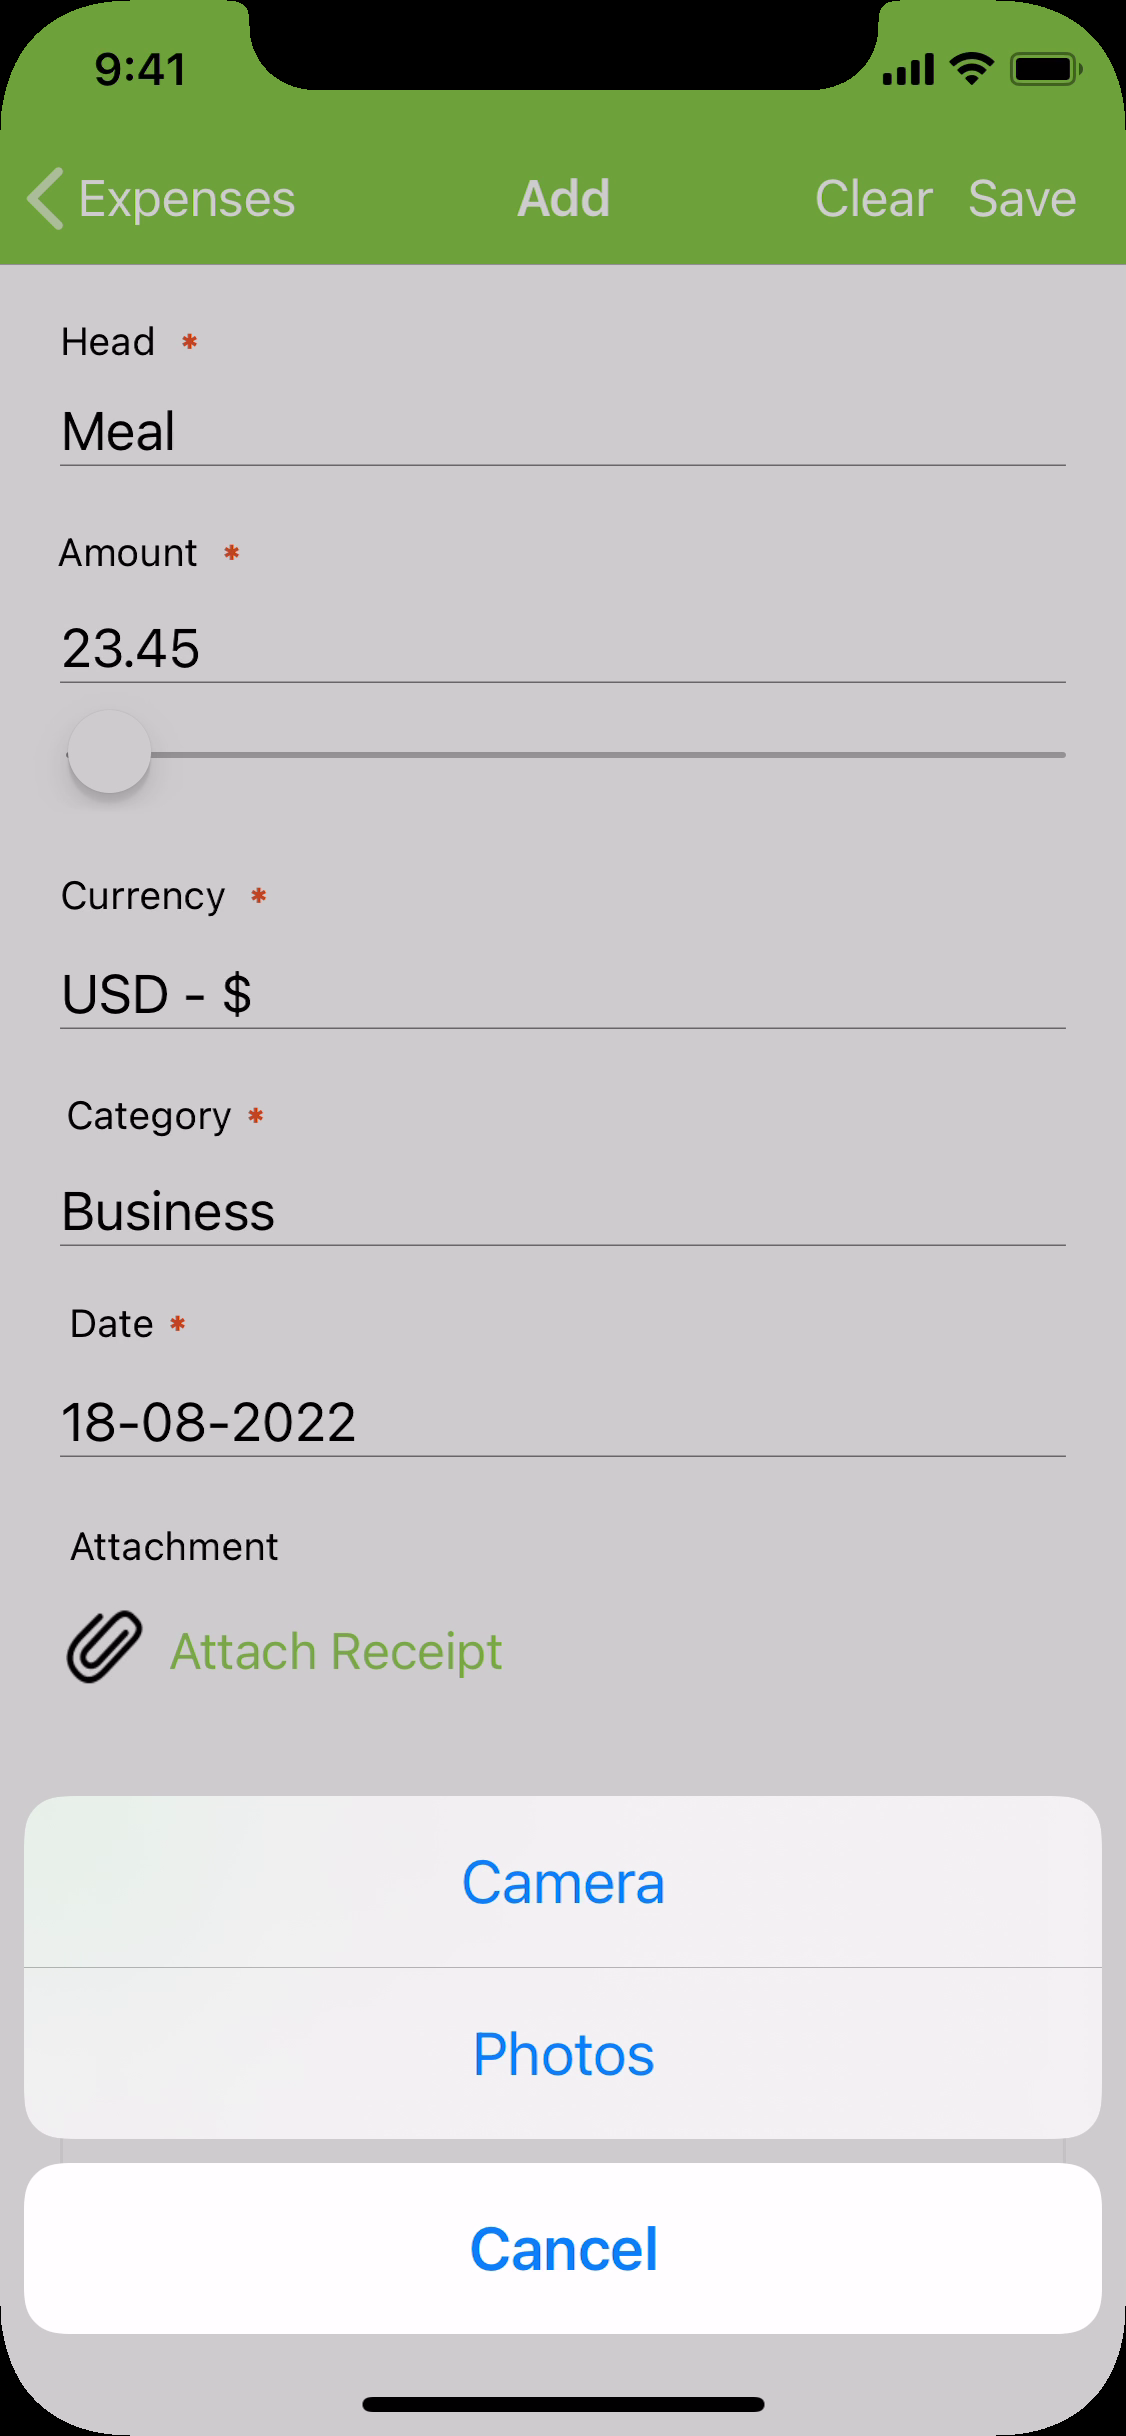 9:41
Expenses Add Clear Save
Head *
Meal
Amount *
23.45
Currency *
USD - $
Category *
Business
Date *
18-08-2022
Attachment
Attach Receipt
Camera
Photos
Cancel